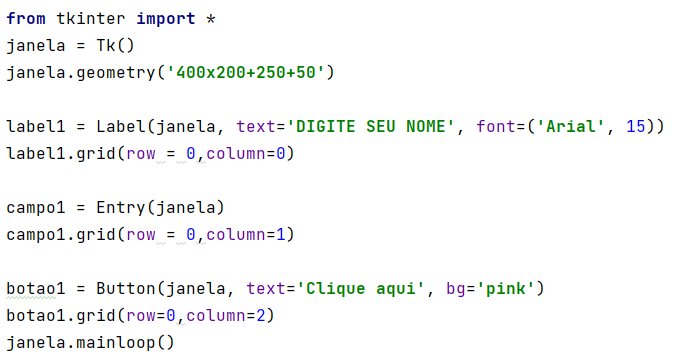 from tkinter import *
janela = Tk()
janela.geometry('400x200+250+50')
label1 = Label(janela, text='DIGITE SEU NOME', font=('Arial', 15))
label1.grid(row = 0,column=0)
campo1 = Entry(janela)
campo1.grid(row = 0,column=1)
botao1 = Button(janela, text='Clique aqui', bg='pink')
botao1.grid(row=0,column=2)
janela.mainloop()